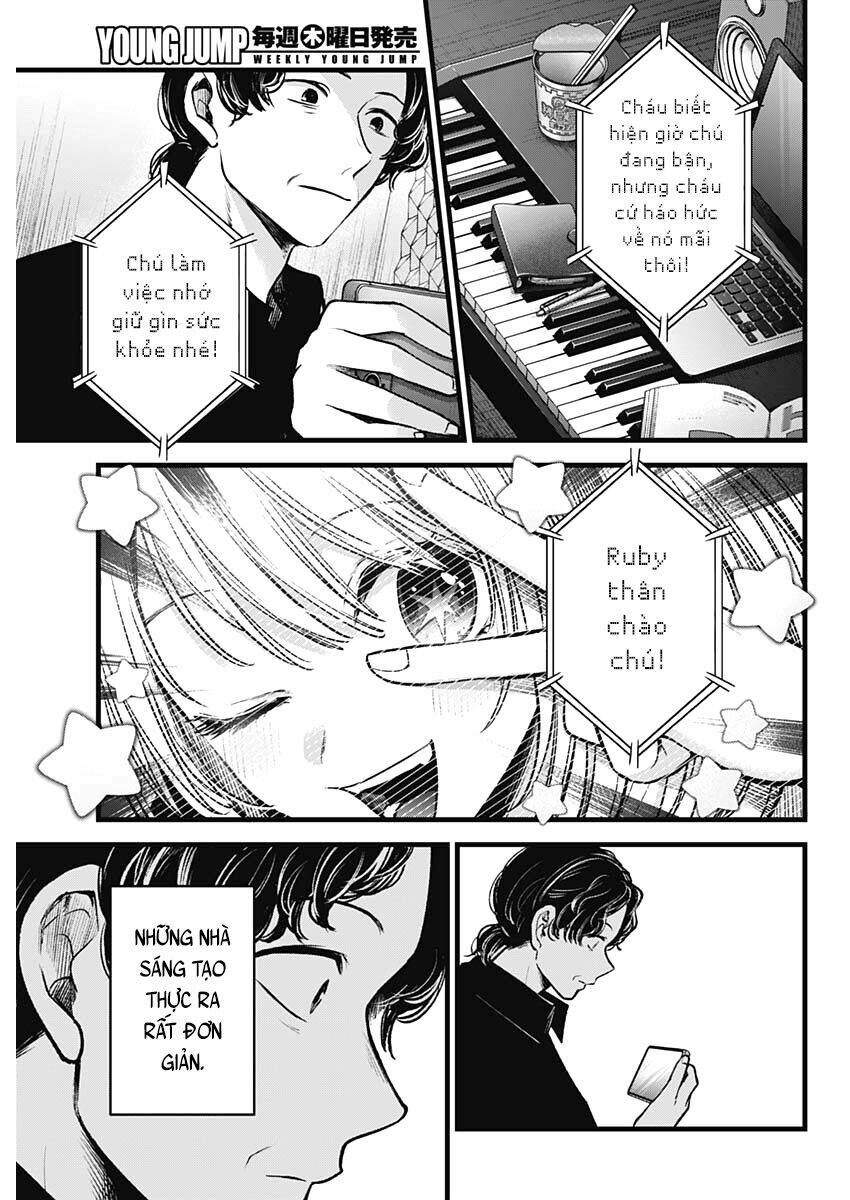 YOUNG JUMP 毎週木曜日発売
WEEKLY YOUNG JUMP
Cháu biết
hiện giờ chú
đang bận,
nhưng cháu
cứ háo hức
về nó mãi
thôi!
Chú làm
việc nhớ
giữ gìn sức
khỏe nhé!
Ruby
thân
chào
chú!
NHỮNG NHÀ
SÁNG TẠO
THỰC RA
RẤT ĐƠN
GIẢN.